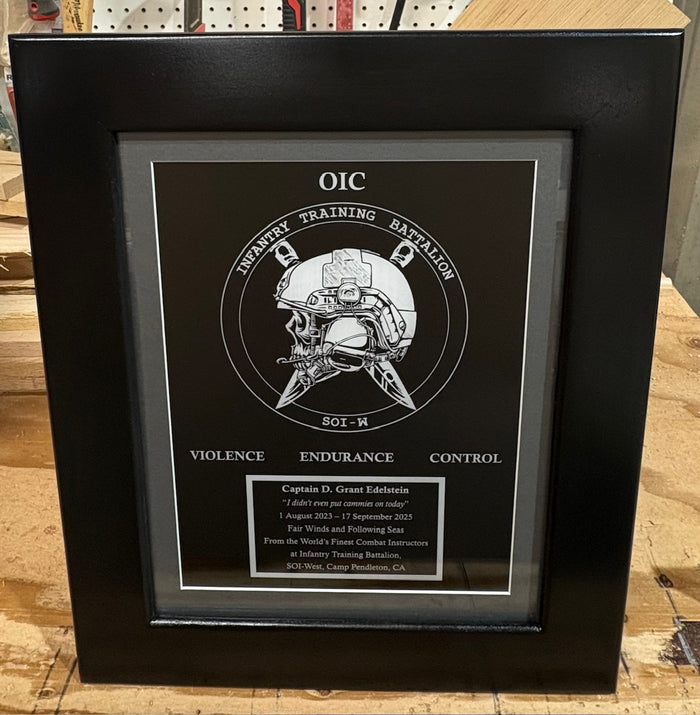 OIC
INFANTRY TRAINING BATTALION
SOI-W
VIOLENCE ENDURANCE CONTROL
Captain D. Grant Edelstein
"I didn't even put cammies on today"
1 August 2023 – 17 September 2025
Fair Winds and Following Seas
From the World's Finest Combat Instructors
at Infantry Training Battalion,
SOI-West, Camp Pendleton, CA